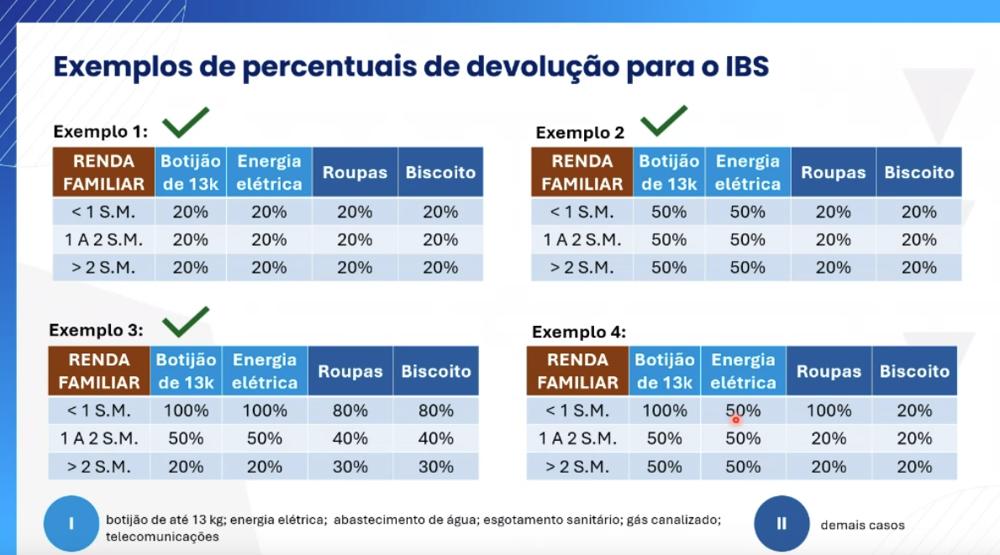 Exemplos de percentuais de devolução para o IBS
Exemplo 1:
RENDA FAMILIAR Botijão de 13k Energia elétrica Roupas Biscoito
< 1 S.M. 20% 20% 20% 20%
1 A 2 S.M. 20% 20% 20% 20%
> 2 S.M. 20% 20% 20% 20%
Exemplo 2
RENDA FAMILIAR Botijão de 13k Energia elétrica Roupas Biscoito
< 1 S.M. 50% 50% 20% 20%
1 A 2 S.M. 50% 50% 20% 20%
> 2 S.M. 50% 50% 20% 20%
Exemplo 3:
RENDA FAMILIAR Botijão de 13k Energia elétrica Roupas Biscoito
< 1 S.M. 100% 100% 80% 80%
1 A 2 S.M. 50% 50% 40% 40%
> 2 S.M. 20% 20% 30% 30%
Exemplo 4:
RENDA FAMILIAR Botijão de 13k Energia elétrica Roupas Biscoito
< 1 S.M. 100% 50% 100% 20%
1 A 2 S.M. 50% 50% 20% 20%
> 2 S.M. 50% 50% 20% 20%
I
botijão de até 13 kg; energia elétrica; abastecimento de água; esgotamento sanitário; gás canalizado;
telecomunicações
II
demais casos